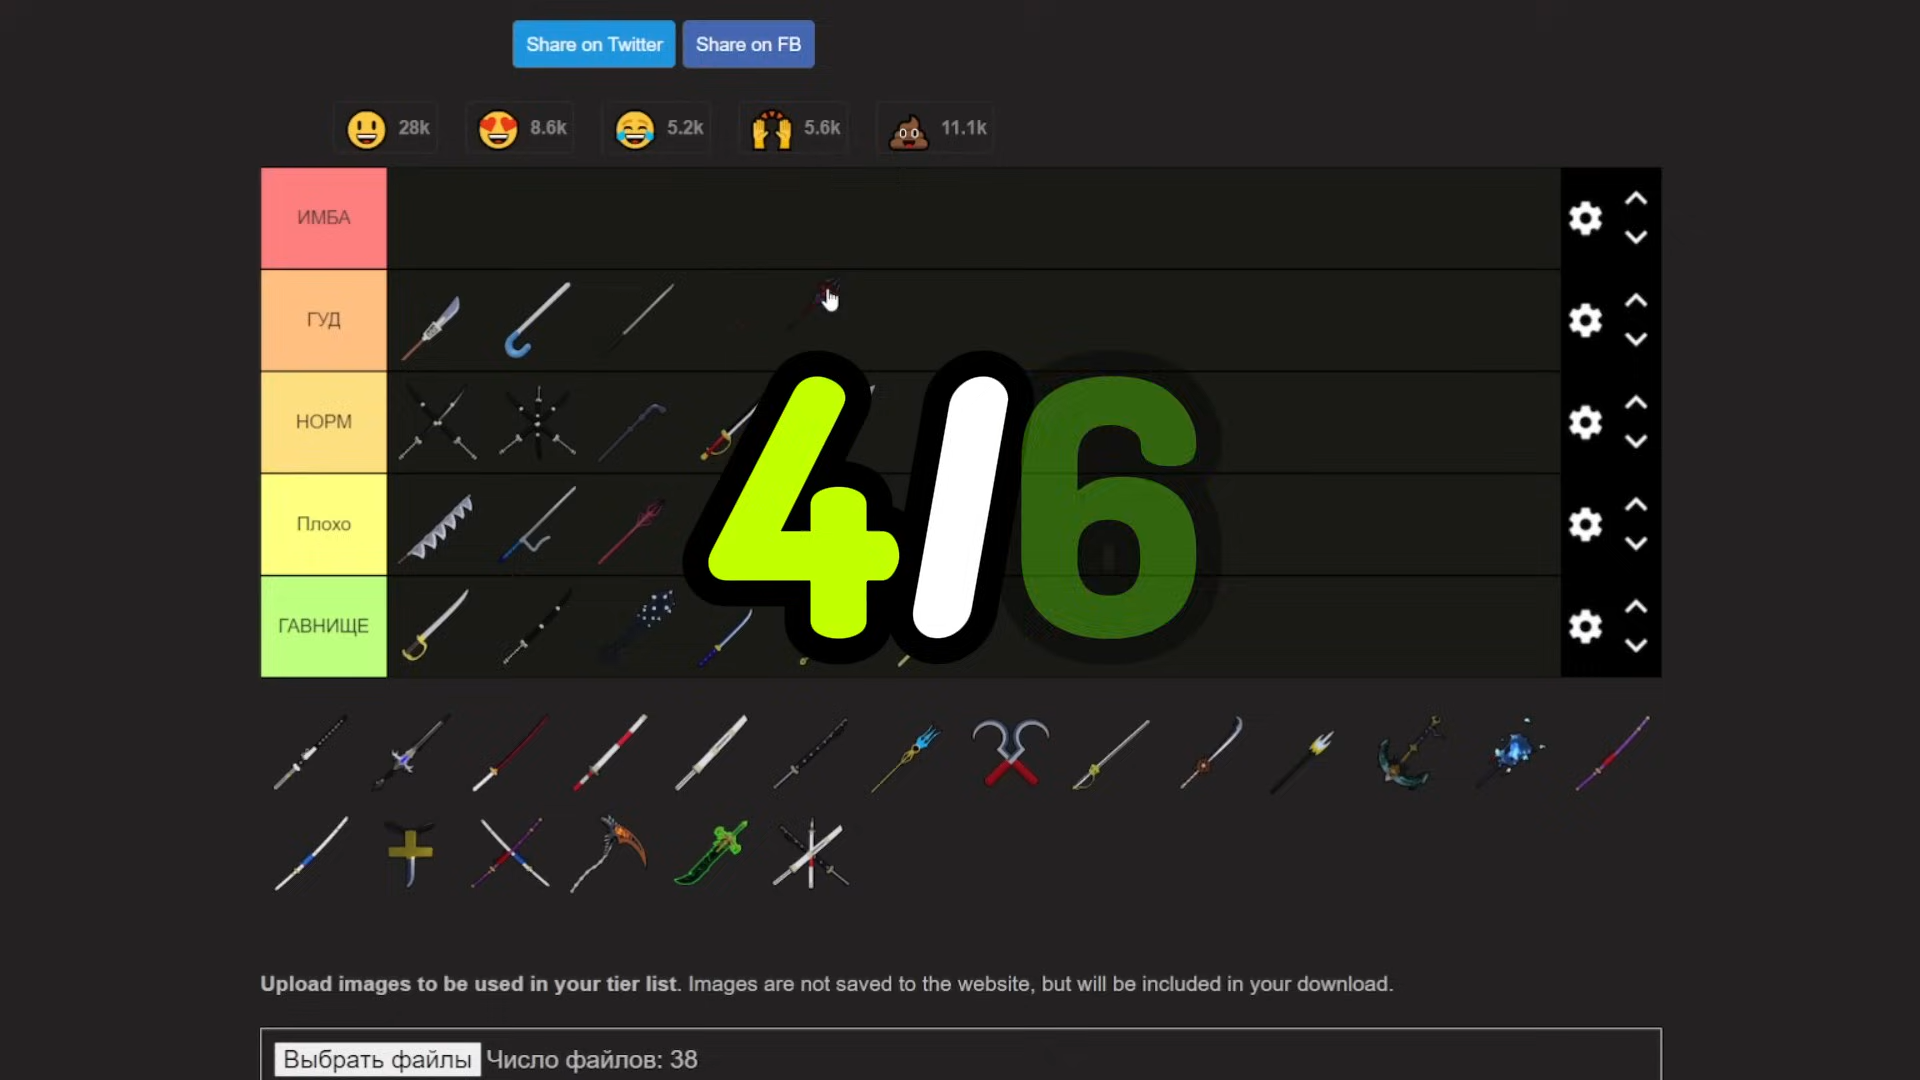 Share on Twitter Share on FB
28k 8.6k 5.2k 5.6k 11.1k
ИМБА
ГУД
НОРМ
4/6
Плохо
ГАВНИЩЕ
Upload images to be used in your tier list. Images are not saved to the website, but will be included in your download.
Выбрать файлы Число файлов: 38